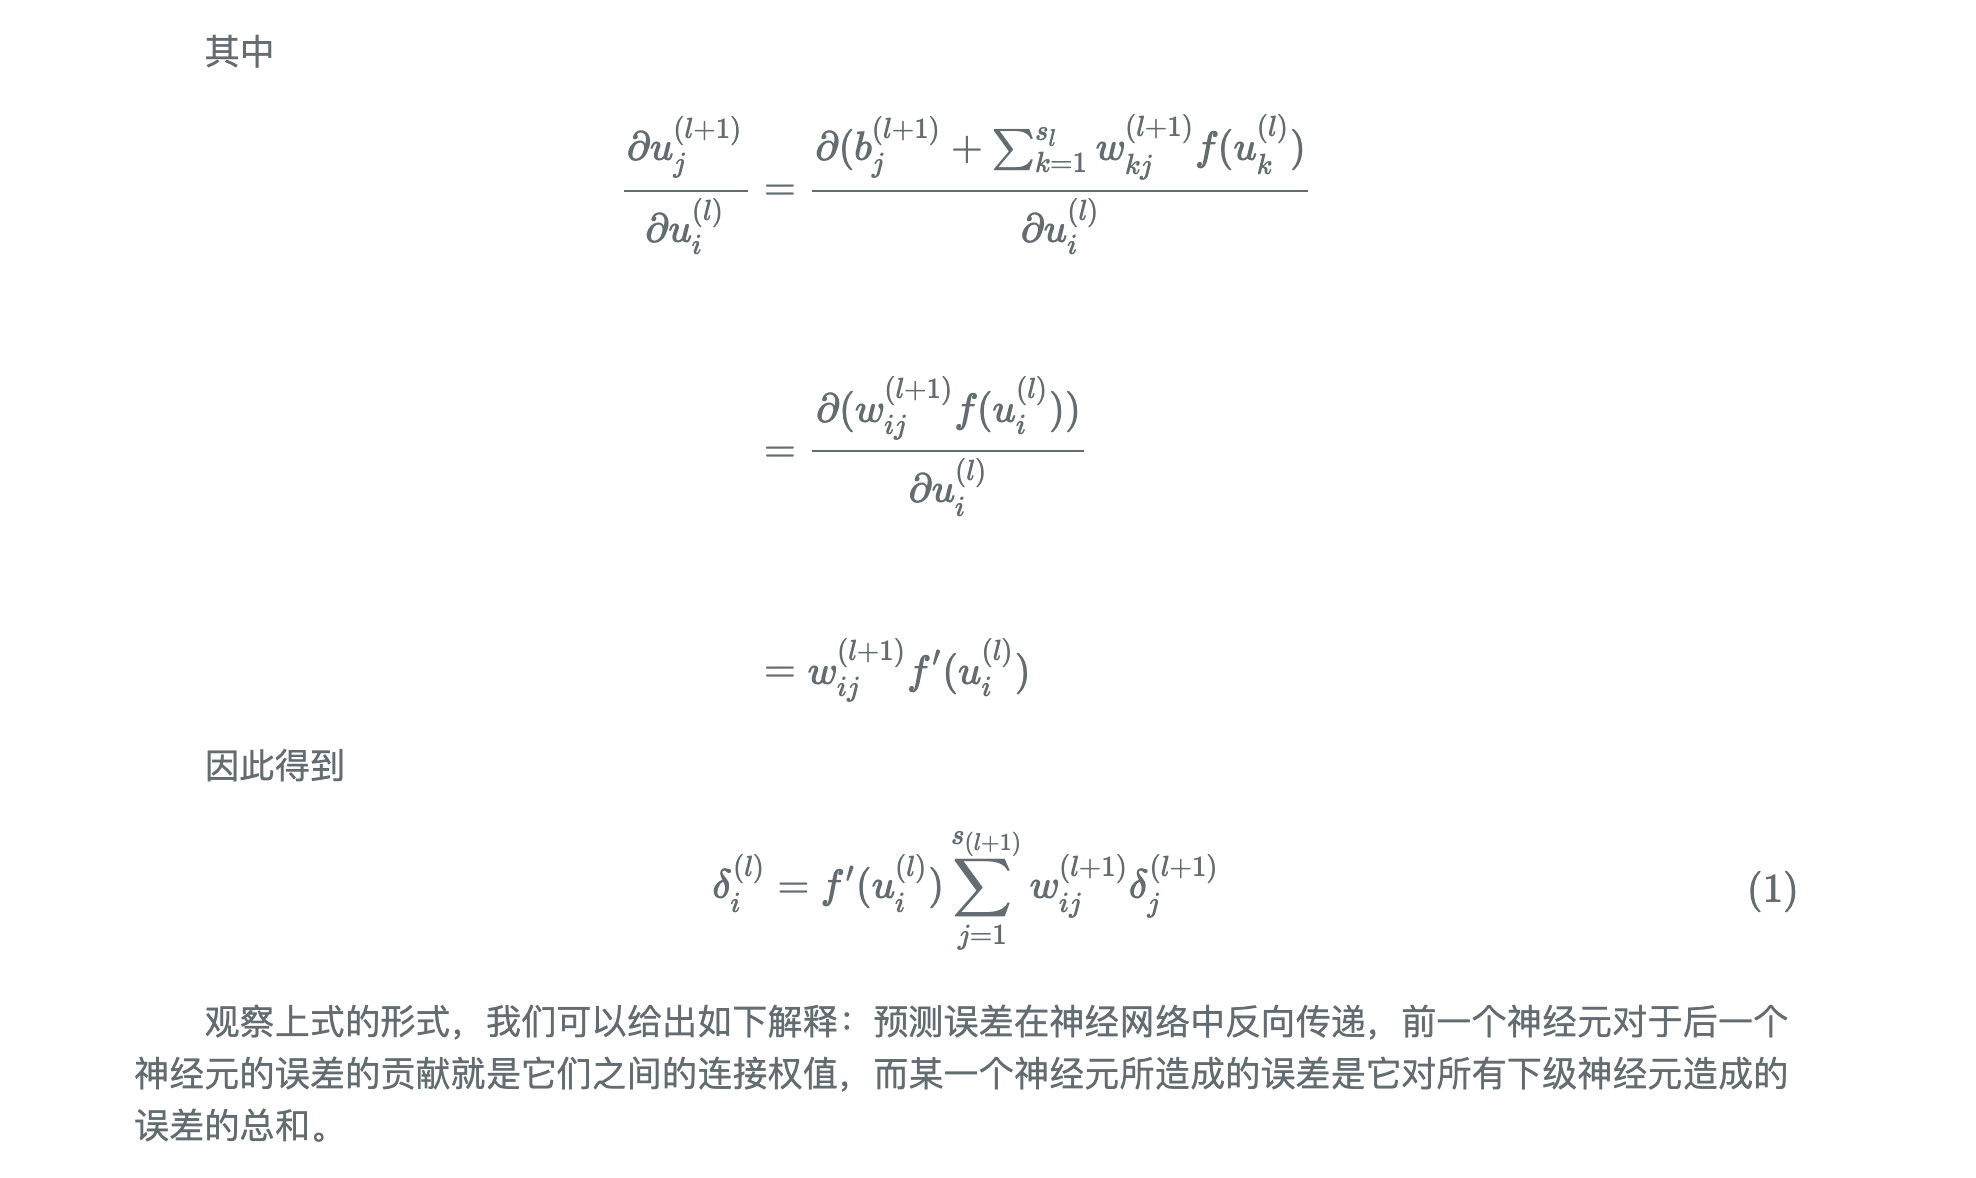 其中
\frac{\partial u_j^{(l+1)}}{\partial u_i^{(l)}} = \frac{\partial (b_j^{(l+1)} + \sum_{k=1}^{s_l} w_{kj}^{(l+1)} f(u_k^{(l)})}{\partial u_i^{(l)}}
= \frac{\partial (w_{ij}^{(l+1)} f(u_i^{(l)}))}{\partial u_i^{(l)}}
= w_{ij}^{(l+1)} f'(u_i^{(l)})
因此得到
\delta_i^{(l)} = f'(u_i^{(l)}) \sum_{j=1}^{s_{(l+1)}} w_{ij}^{(l+1)} \delta_j^{(l+1)} (1)
观察上式的形式，我们可以给出如下解释：预测误差在神经网络中反向传递，前一个神经元对于后一个
神经元的误差的贡献就是它们之间的连接权值，而某一个神经元所造成的误差是它对所有下级神经元造成的
误差的总和。